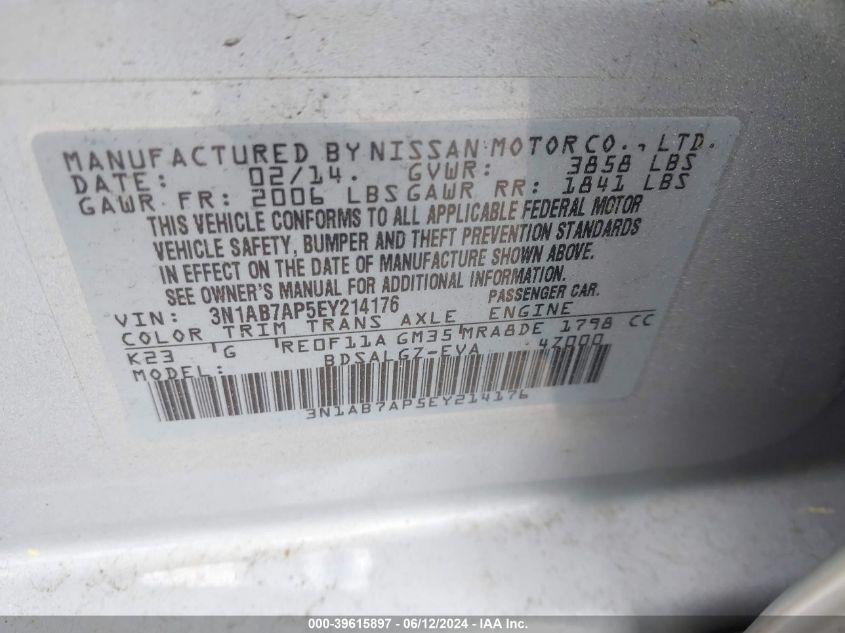 MANUFACTURED BY NISSAN MOTOR CO., LTD.
DATE: 02/14. GVWR: 3858 LBS
GAWR FR: 2006 LBS GAWR RR: 1841 LBS
THIS VEHICLE CONFORMS TO ALL APPLICABLE FEDERAL MOTOR
VEHICLE SAFETY, BUMPER AND THEFT PREVENTION STANDARDS
IN EFFECT ON THE DATE OF MANUFACTURE SHOWN ABOVE.
SEE OWNER'S MANUAL FOR ADDITIONAL INFORMATION.
VIN: 3N1AB7AP5EY214176 PASSENGER CAR.
COLOR TRIM TRANS AXLE ENGINE
K23 G RE0F11A GM35 MRA8DE 1798 CC
MODEL: BDSALGZ-EVA 47000
3N1AB7AP5EY214176
000-39615897 - 06/12/2024 - IAA, Inc.